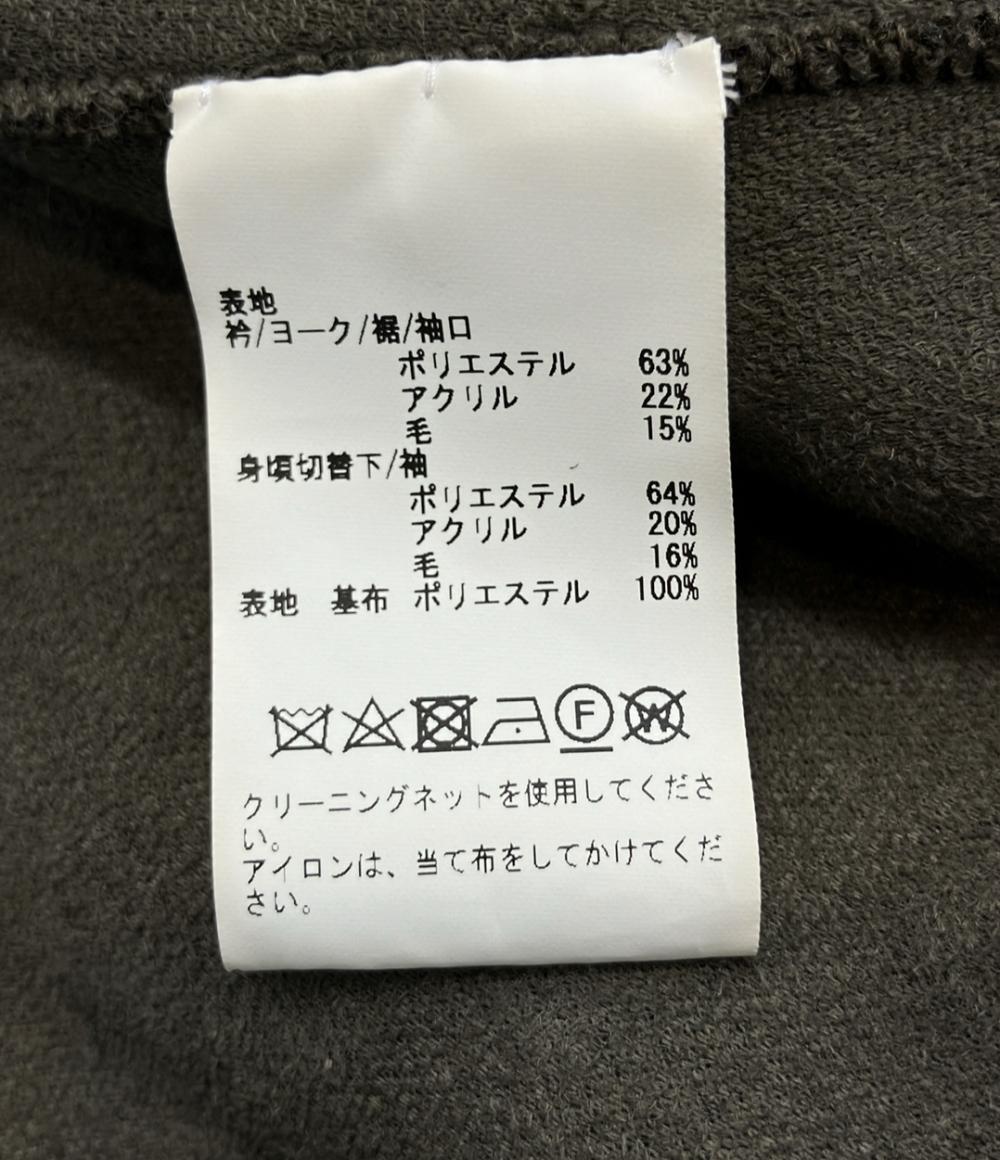 表地
衿/ヨーク/裾/袖口
ポリエステル 63%
アクリル 22%
毛 15%
身頃切替下/袖
ポリエステル 64%
アクリル 20%
毛 16%
表地 基布 ポリエステル 100%
F W
クリーニングネットを使用してくださ
い。
アイロンは、当て布をしてかけてくだ
さい。